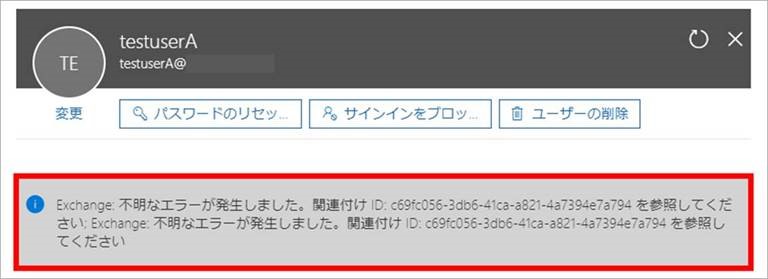 testuserA
TE
testuserA@
変更
パスワードのリセッ...
サインインをブロッ...
ユーザーの削除
Exchange: 不明なエラーが発生しました。関連付け ID: c69fc056-3db6-41ca-a821-4a7394e7a794 を参照してくだ
さい; Exchange: 不明なエラーが発生しました。関連付け ID: c69fc056-3db6-41ca-a821-4a7394e7a794 を参照し
てください